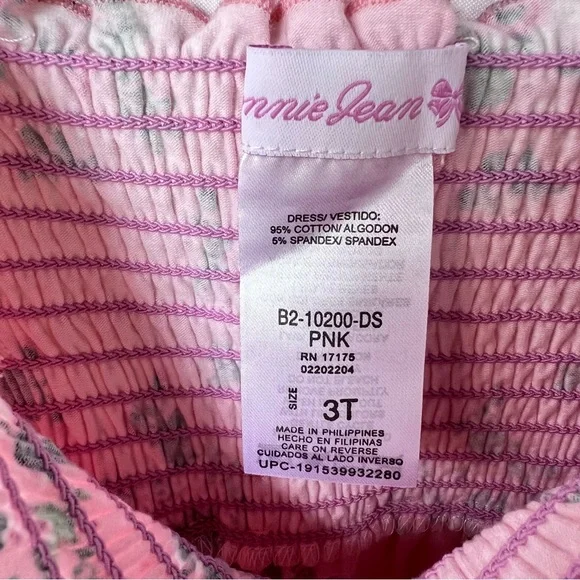 nnie Jean
DRESS/ VESTIDO:
95% COTTON/ ALGODON
5% SPANDEX/ SPANDEX
B2-10200-DS
PNK
RN 17175
02202204
SIZE 3T
MADE IN PHILIPPINES
HECHO EN FILIPINAS
CARE ON REVERSE
CUIDADOS AL LADO INVERSO
UPC-191539932280